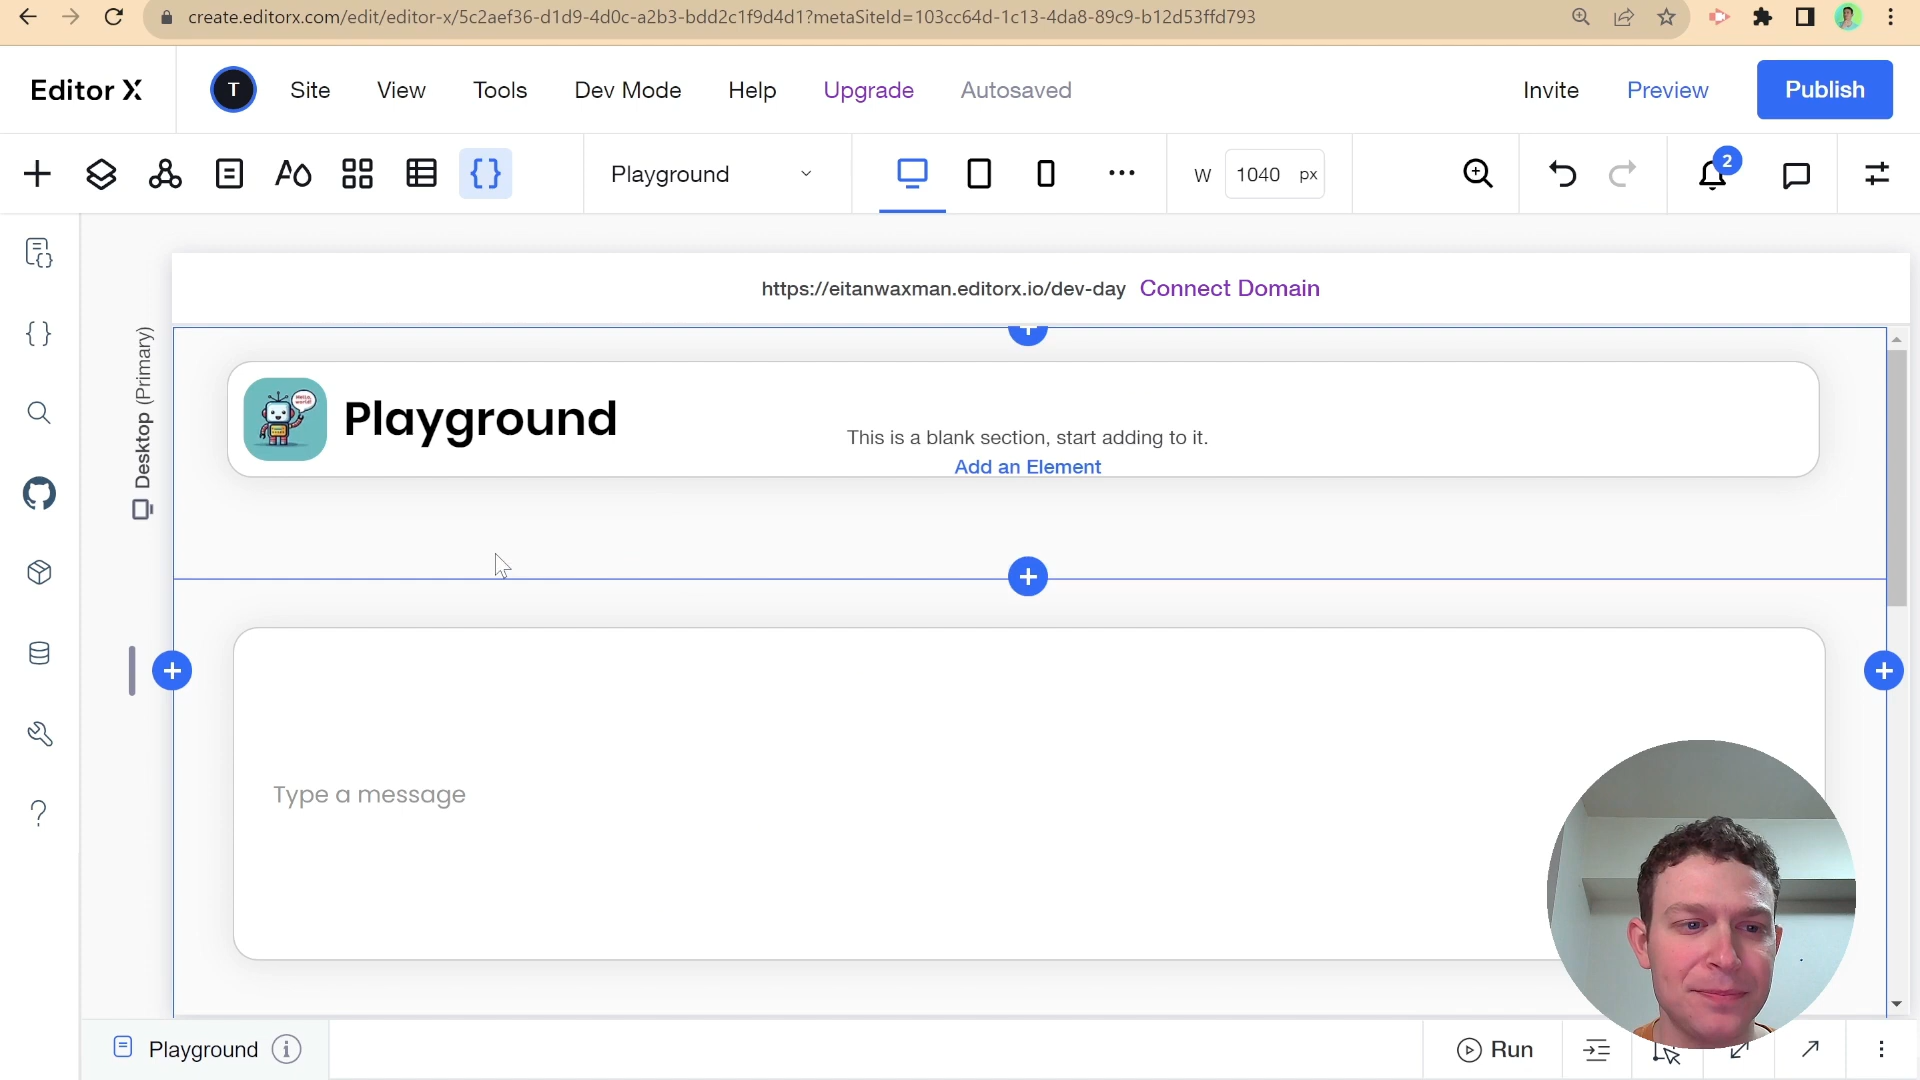 create.editorx.com/edit/editor-x/5c2aef36-d1d9-4d0c-a2b3-bdd2c1f9d4d1?metaSiteId=103cc64d-1c13-4da8-89c9-b12d53ffd793
Editor X T Site View Tools Dev Mode Help Upgrade Autosaved Invite Preview Publish
Playground W 1040 px 2
https://eitanwaxman.editorx.io/dev-day Connect Domain
Desktop (Primary)
Hello, world!
Playground
This is a blank section, start adding to it.
Add an Element
Type a message
Playground Run